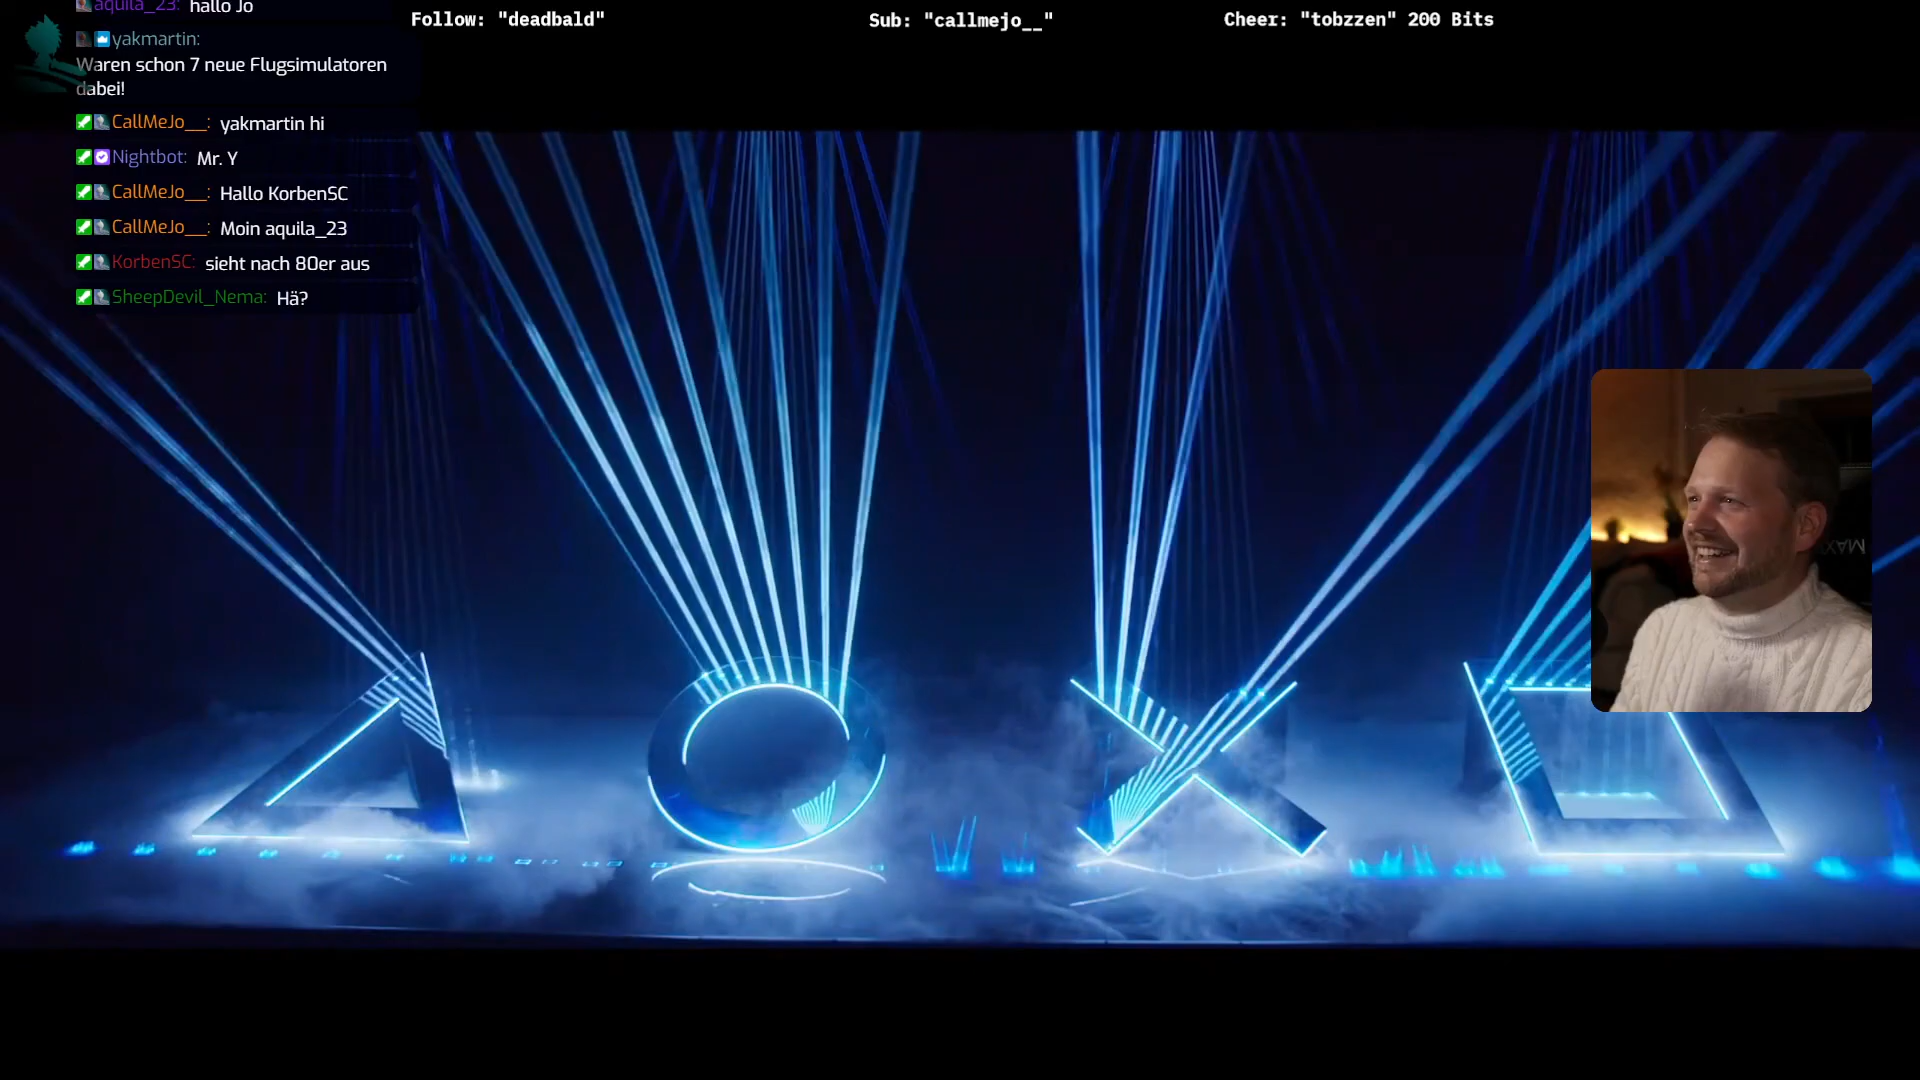 aquila_23: hallo Jo
yakmartin:
Waren schon 7 neue Flugsimulatoren
dabei!
CallMeJo__: yakmartin hi
Nightbot: Mr. Y
CallMeJo__: Hallo KorbenSC
CallMeJo__: Moin aquila_23
KorbenSC: sieht nach 80er aus
SheepDevil_Nema: Hä?
Follow: "deadbald"
Sub: "callmejo__"
Cheer: "tobzzen" 200 Bits